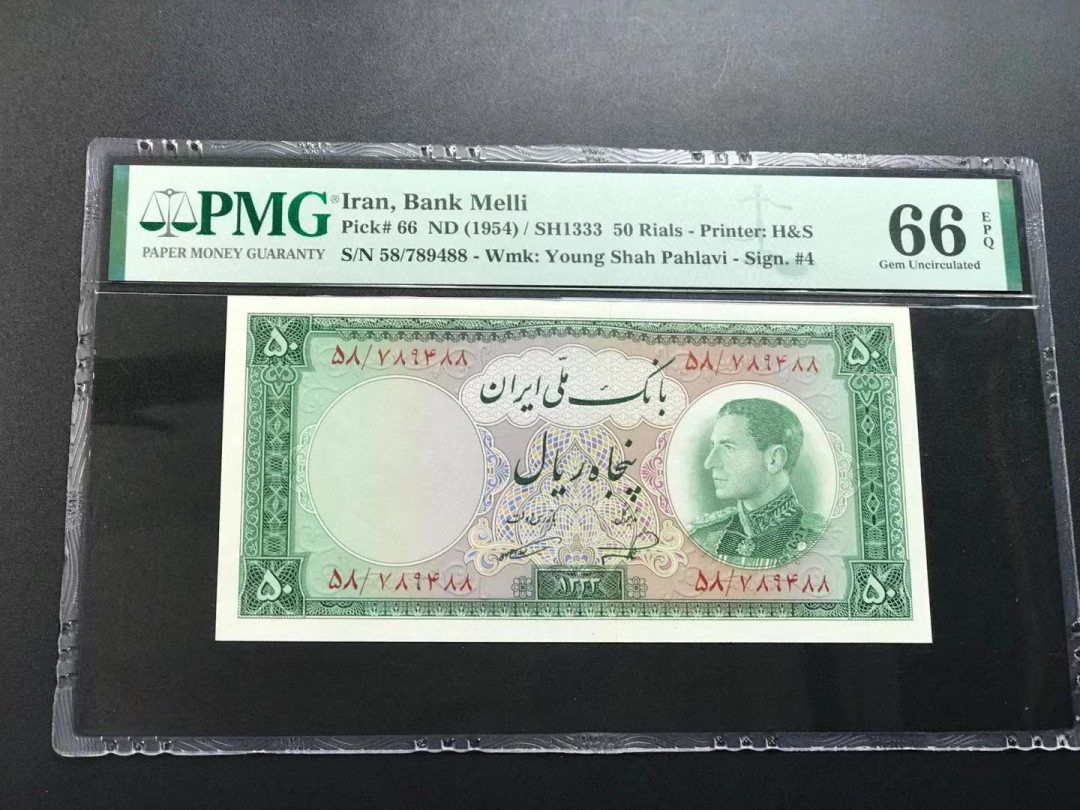 PMG®
PAPER MONEY GUARANTY
Iran, Bank Melli
Pick# 66 ND (1954) / SH1333 50 Rials - Printer: H&S
S/N 58/789488 - Wmk: Young Shah Pahlavi - Sign. #4
66 EPQ
Gem Uncirculated
۵۰ ۵۰
۵۸/۷۸۹۴۸۸ ۵۸/۷۸۹۴۸۸
بانک ملّی ایران
پنجاه ریال
۵۸/۷۸۹۴۸۸ ۵۸/۷۸۹۴۸۸
۵۰ ۱۳۳۳ ۵۰